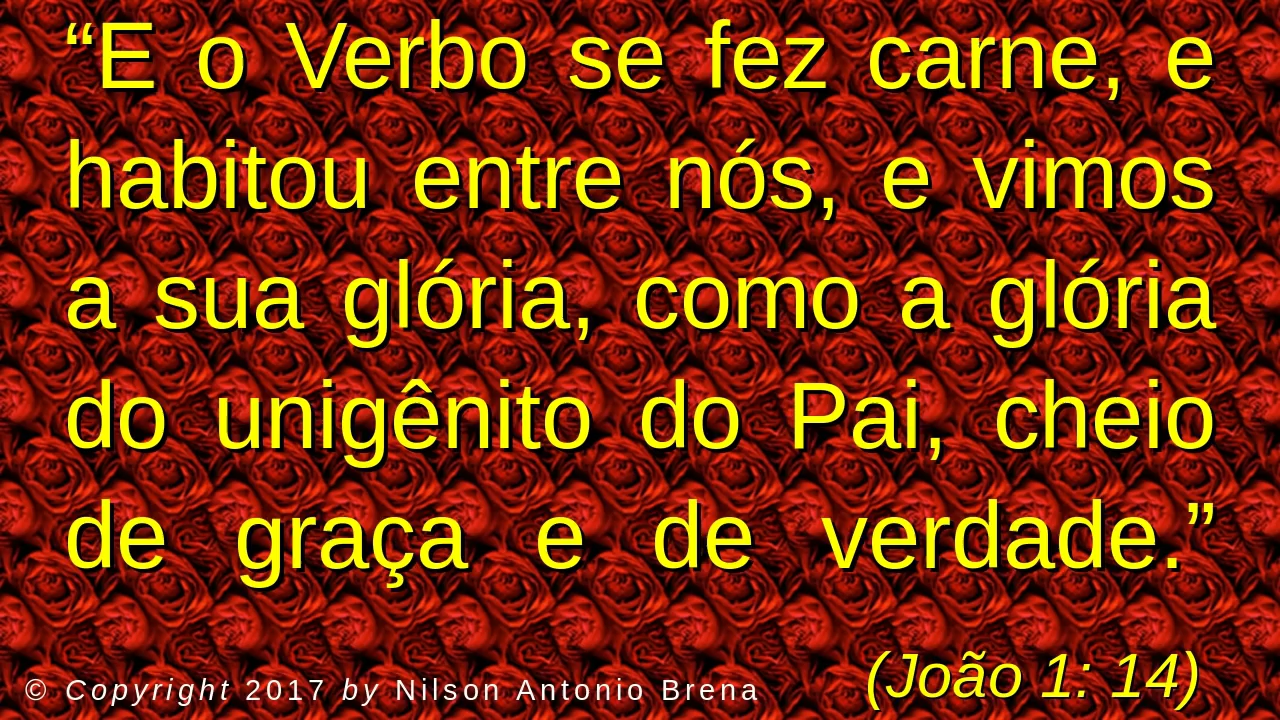 “E o Verbo se fez carne, e
habitou entre nós, e vimos
a sua glória, como a glória
do unigênito do Pai, cheio
de graça e de verdade.”
(João 1: 14)
© Copyright 2017 by Nilson Antonio Brena